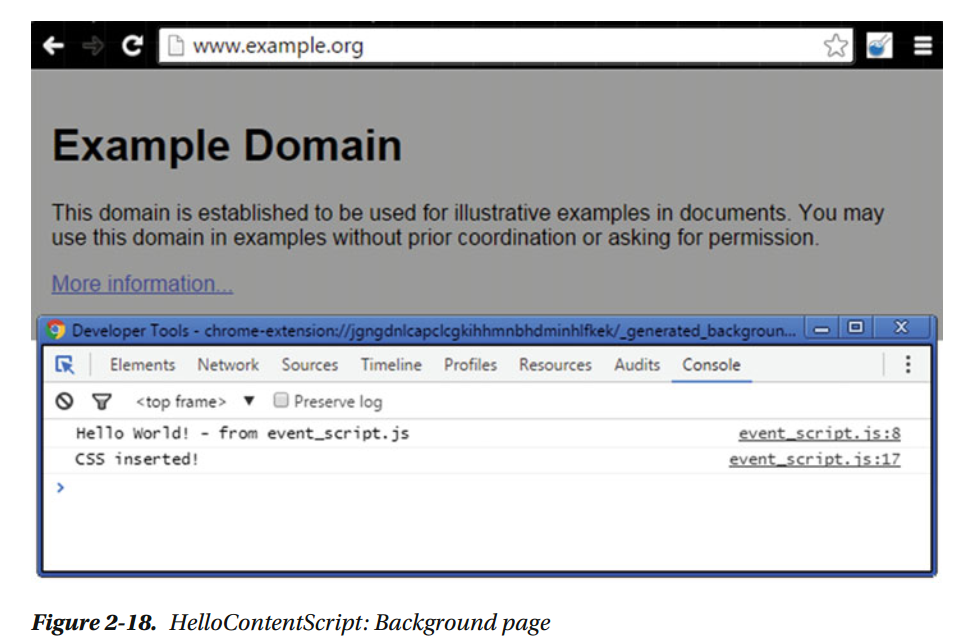 www.example.org
Example Domain
This domain is established to be used for illustrative examples in documents. You may
use this domain in examples without prior coordination or asking for permission.
More information...
Developer Tools - chrome-extension://jgngdnlcapclcgkihhmnbhdminhlfkek/_generated_backgroun...
Elements Network Sources Timeline Profiles Resources Audits Console
<top frame> ▼ Preserve log
Hello World! - from event_script.js event_script.js:8
CSS inserted! event_script.js:17
>
Figure 2-18. HelloContentScript: Background page